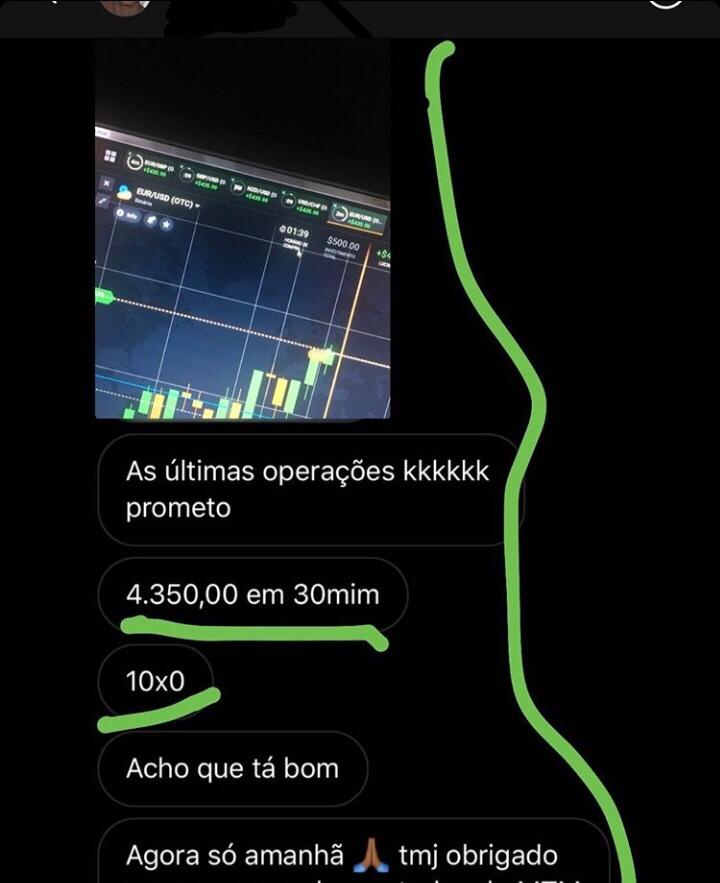 EUR/GBP (O
+$435.00
GBP/USD (O
+$435.00
NZD/USD (O
+$435.00
USD/CHF (O
+$435.00
EUR/USD (O...
+$435.00
EUR/USD (OTC)
Binária
Info
01:39
HORÁRIO DE
COMPRA
$500.00
INVESTIMENTO
TOTAL
+$4
As últimas operações kkkkkk
prometo
4.350,00 em 30mim
10x0
Acho que tá bom
Agora só amanhã 🙏🏾 tmj obrigado